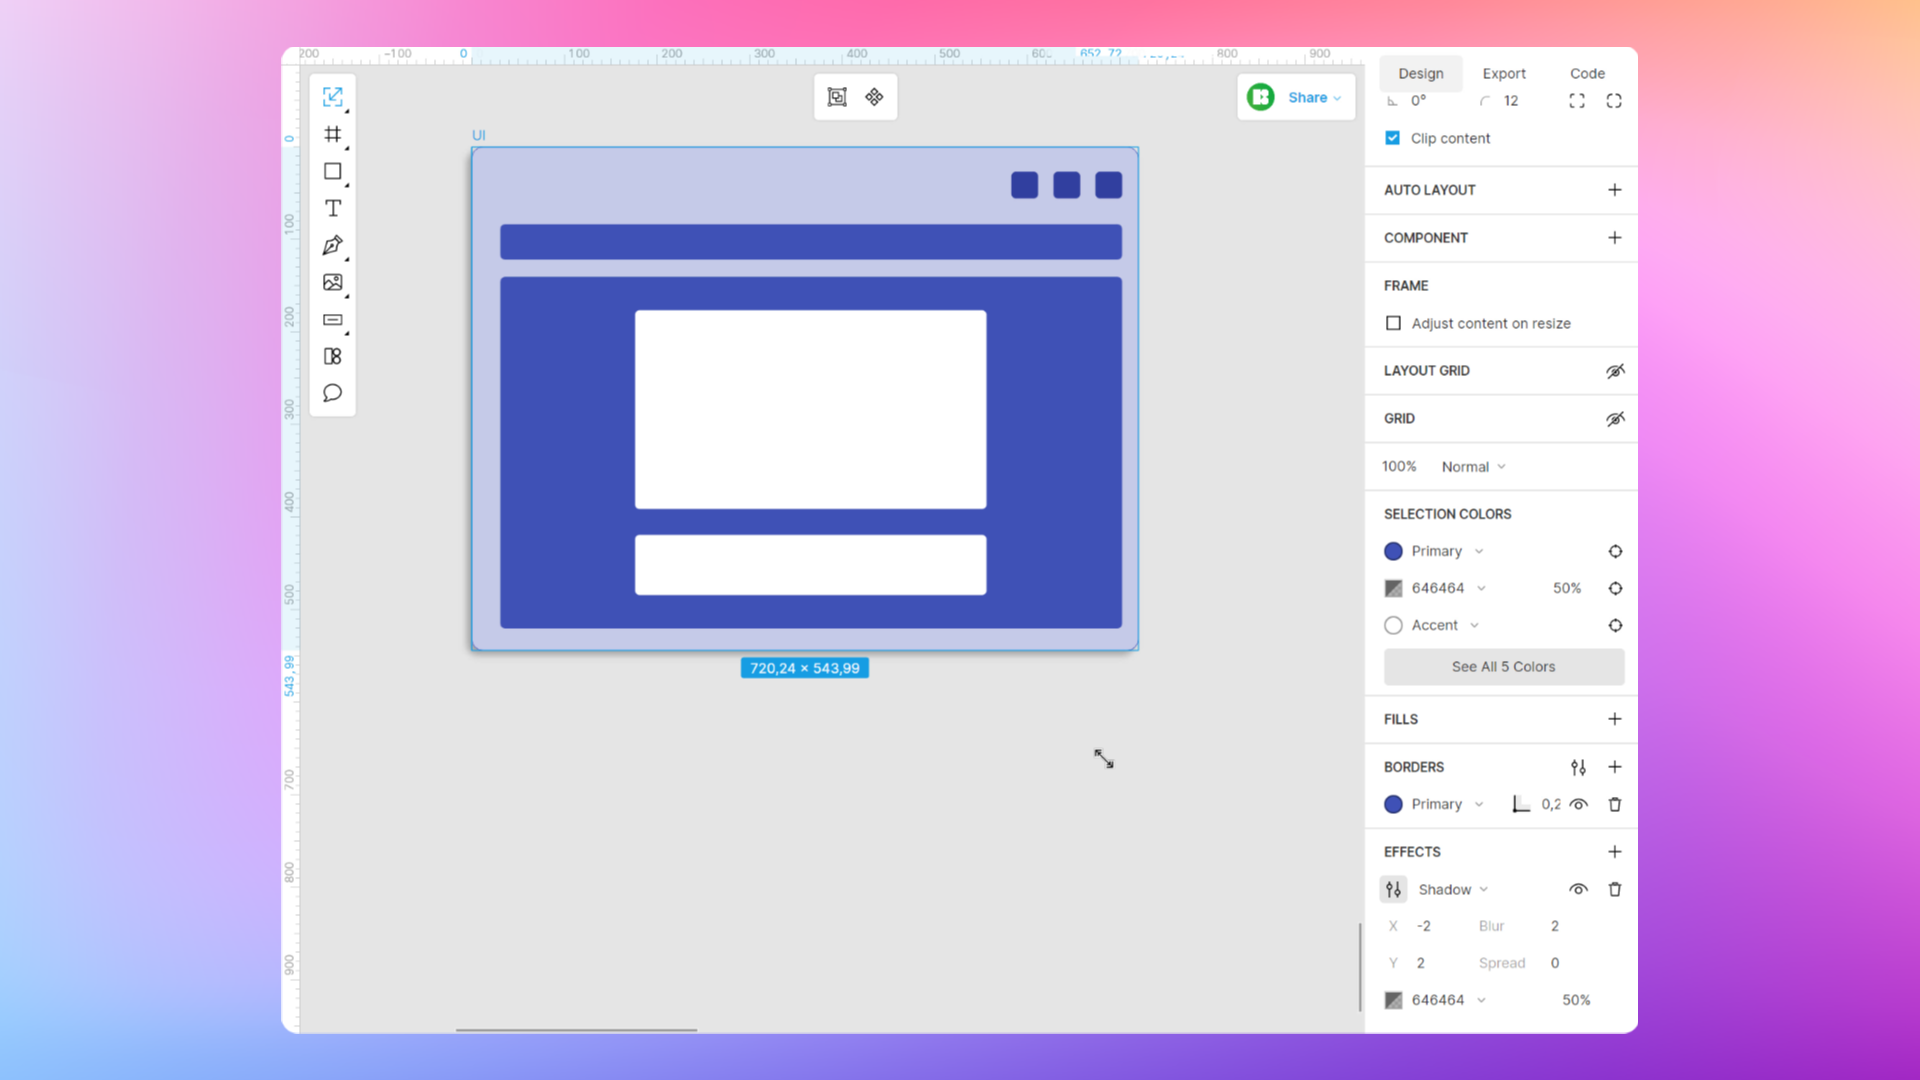 200 -100 0 100 200 300 400 500 652,72 800 900
Design Export Code
0° 12
Share
Clip content
UI
0
100
200
300
400
500
543,99
700
800
900
AUTO LAYOUT
COMPONENT
FRAME
Adjust content on resize
LAYOUT GRID
GRID
100% Normal
SELECTION COLORS
Primary
646464 50%
Accent
See All 5 Colors
720,24 × 543,99
FILLS
BORDERS
Primary 0,2
EFFECTS
Shadow
X -2 Blur 2
Y 2 Spread 0
646464 50%